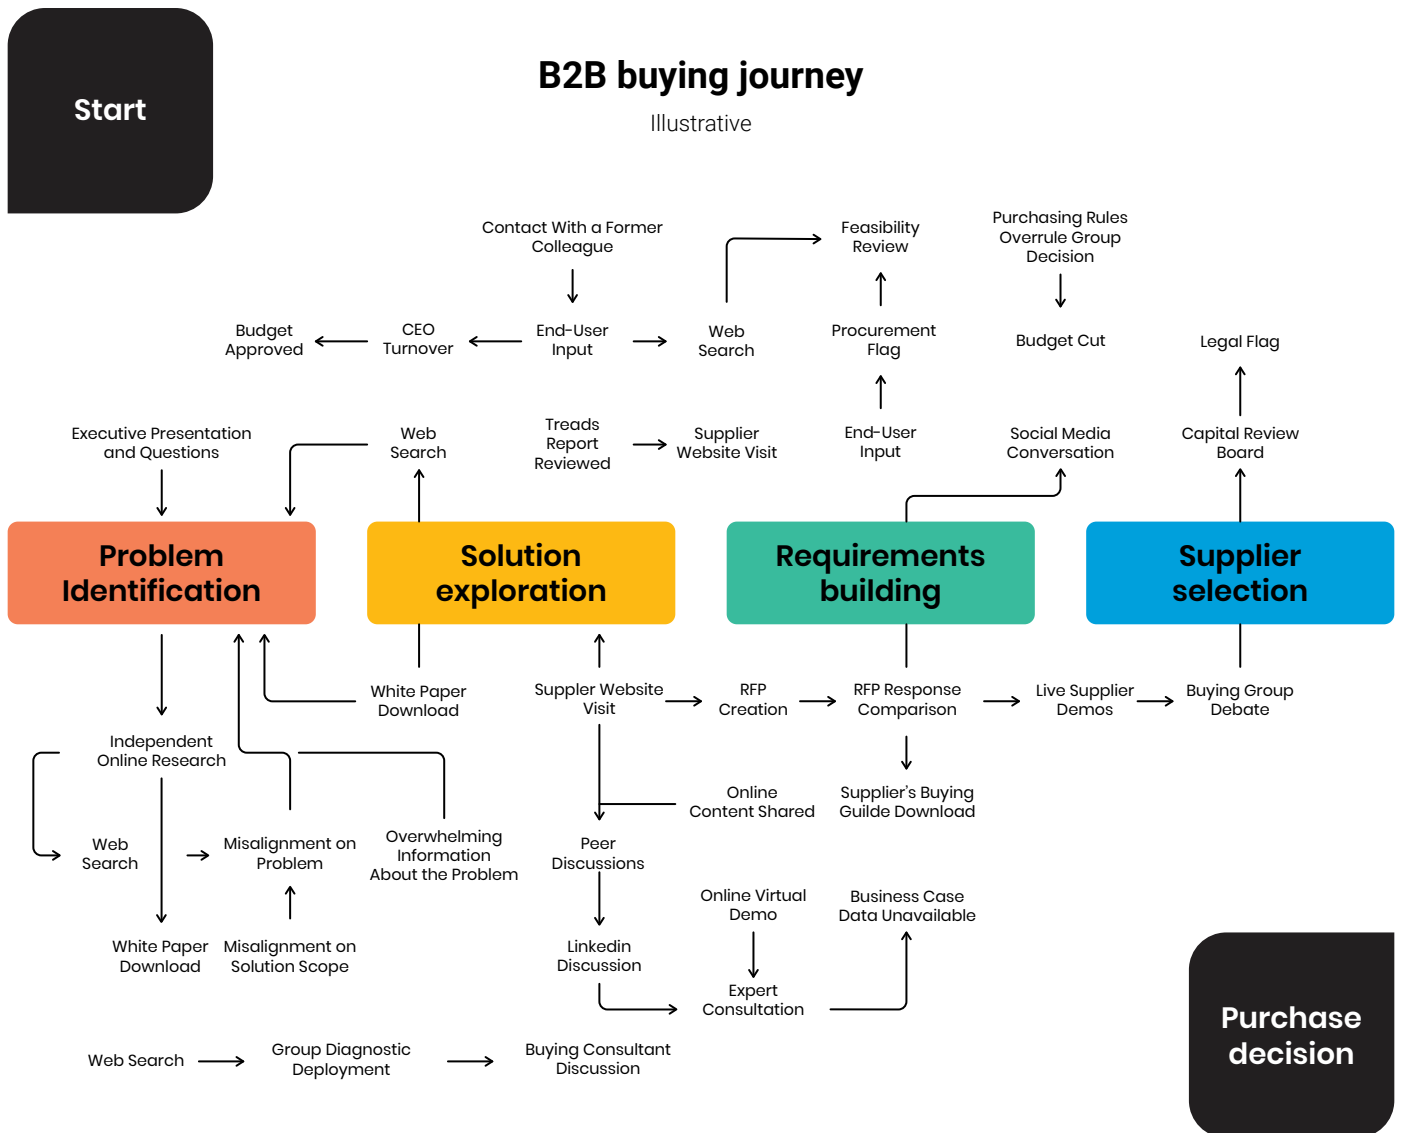 Start
B2B buying journey
Illustrative
Contact With a Former
Colleague
Feasibility
Review
Purchasing Rules
Overrule Group
Decision
Budget
Approved
CEO
Turnover
End-User
Input
Web
Search
Procurement
Flag
Budget Cut
Legal Flag
Executive Presentation
and Questions
Web
Search
Treads
Report
Reviewed
Supplier
Website Visit
End-User
Input
Social Media
Conversation
Capital Review
Board
Problem
Identification
Solution
exploration
Requirements
building
Supplier
selection
White Paper
Download
Suppler Website
Visit
RFP
Creation
RFP Response
Comparison
Live Supplier
Demos
Buying Group
Debate
Independent
Online Research
Online
Content Shared
Supplier's Buying
Guilde Download
Web
Search
Misalignment on
Problem
Overwhelming
Information
About the Problem
Peer
Discussions
Online Virtual
Demo
Business Case
Data Unavailable
White Paper
Download
Misalignment on
Solution Scope
Linkedin
Discussion
Expert
Consultation
Purchase
decision
Web Search
Group Diagnostic
Deployment
Buying Consultant
Discussion